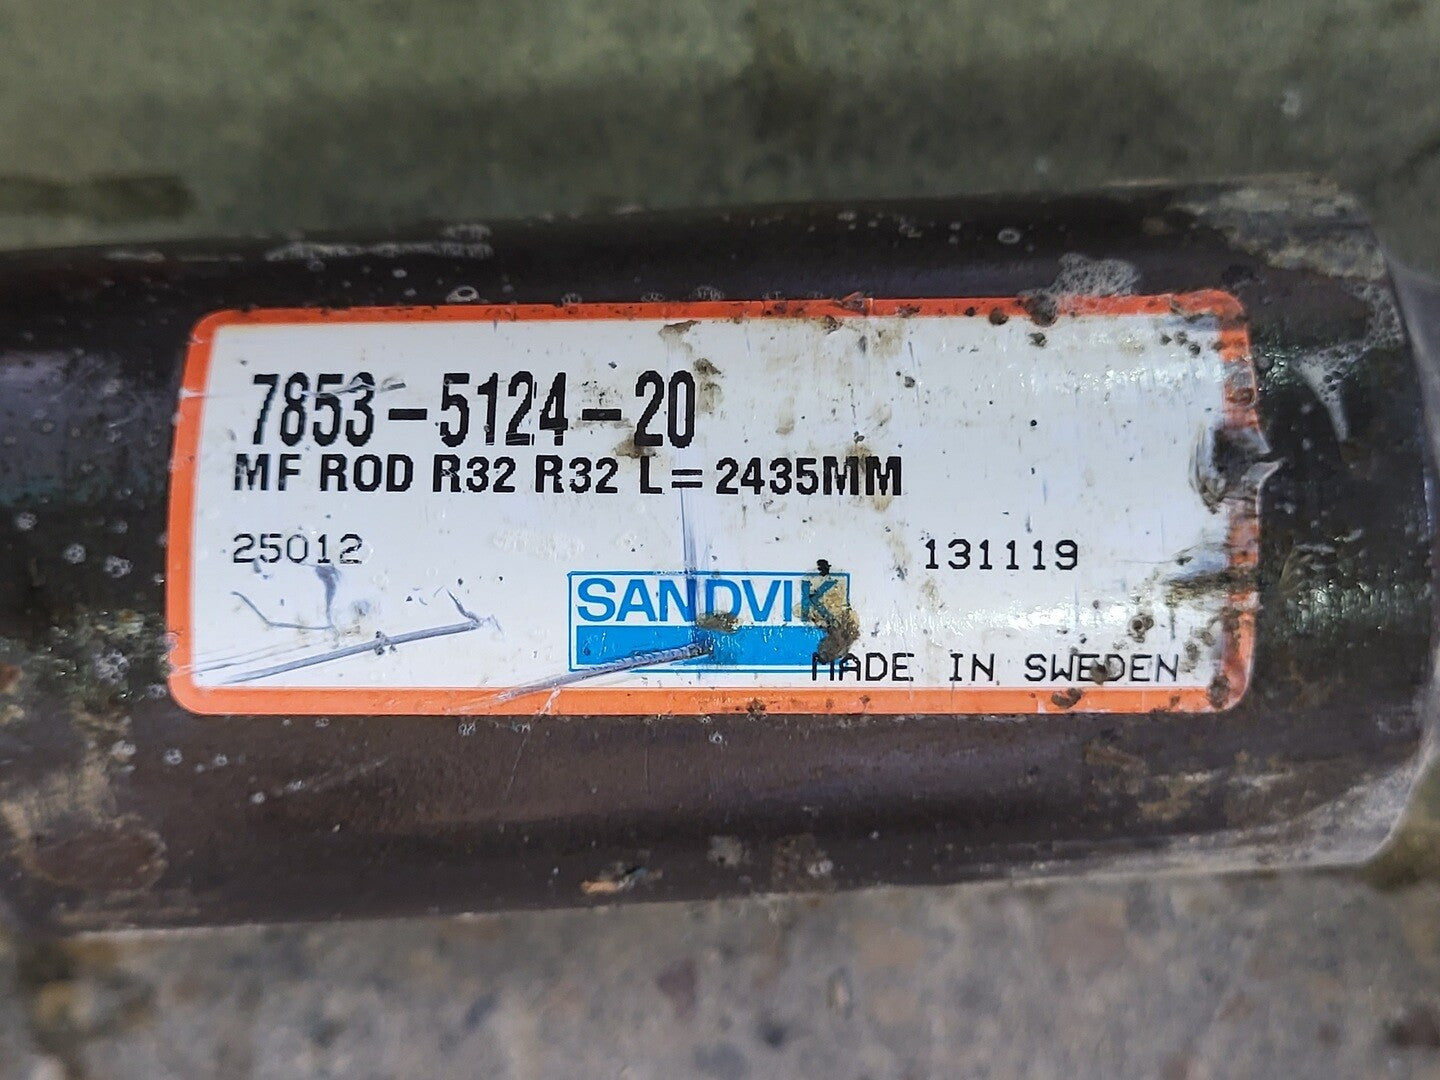 7853-5124-20
MF ROD R32 R32 L=2435MM
25012 131119
SANDVIK
MADE IN SWEDEN